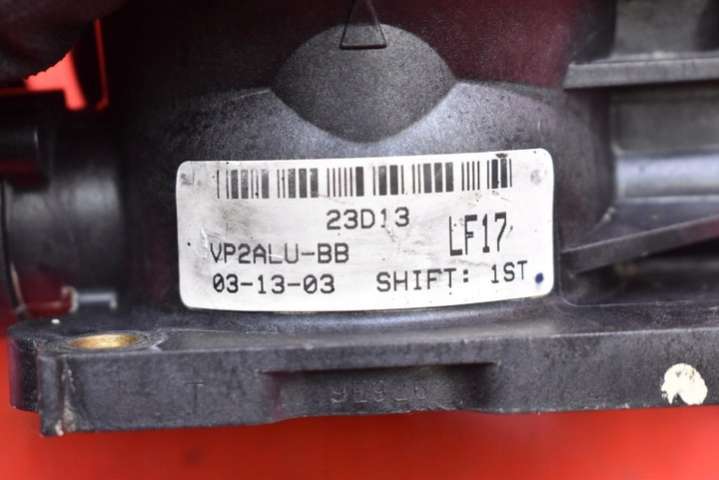 23D13
LF17
VP2ALU-BB
03-13-03 SHIFT: 1ST